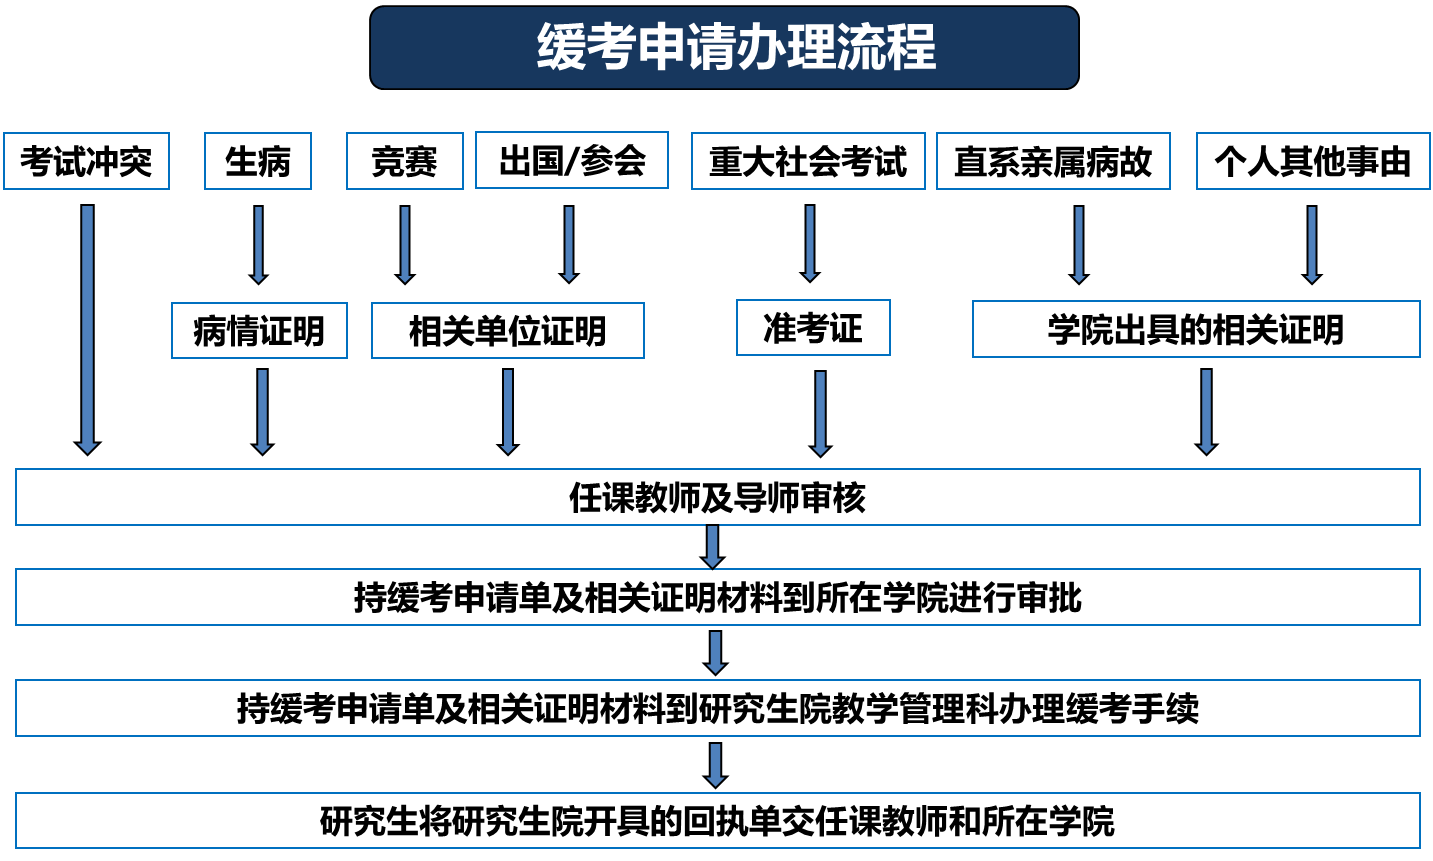 缓考申请办理流程
考试冲突
生病
竞赛
出国/参会
重大社会考试
直系亲属病故
个人其他事由
病情证明
相关单位证明
准考证
学院出具的相关证明
任课教师及导师审核
持缓考申请单及相关证明材料到所在学院进行审批
持缓考申请单及相关证明材料到研究生院教学管理科办理缓考手续
研究生将研究生院开具的回执单交任课教师和所在学院